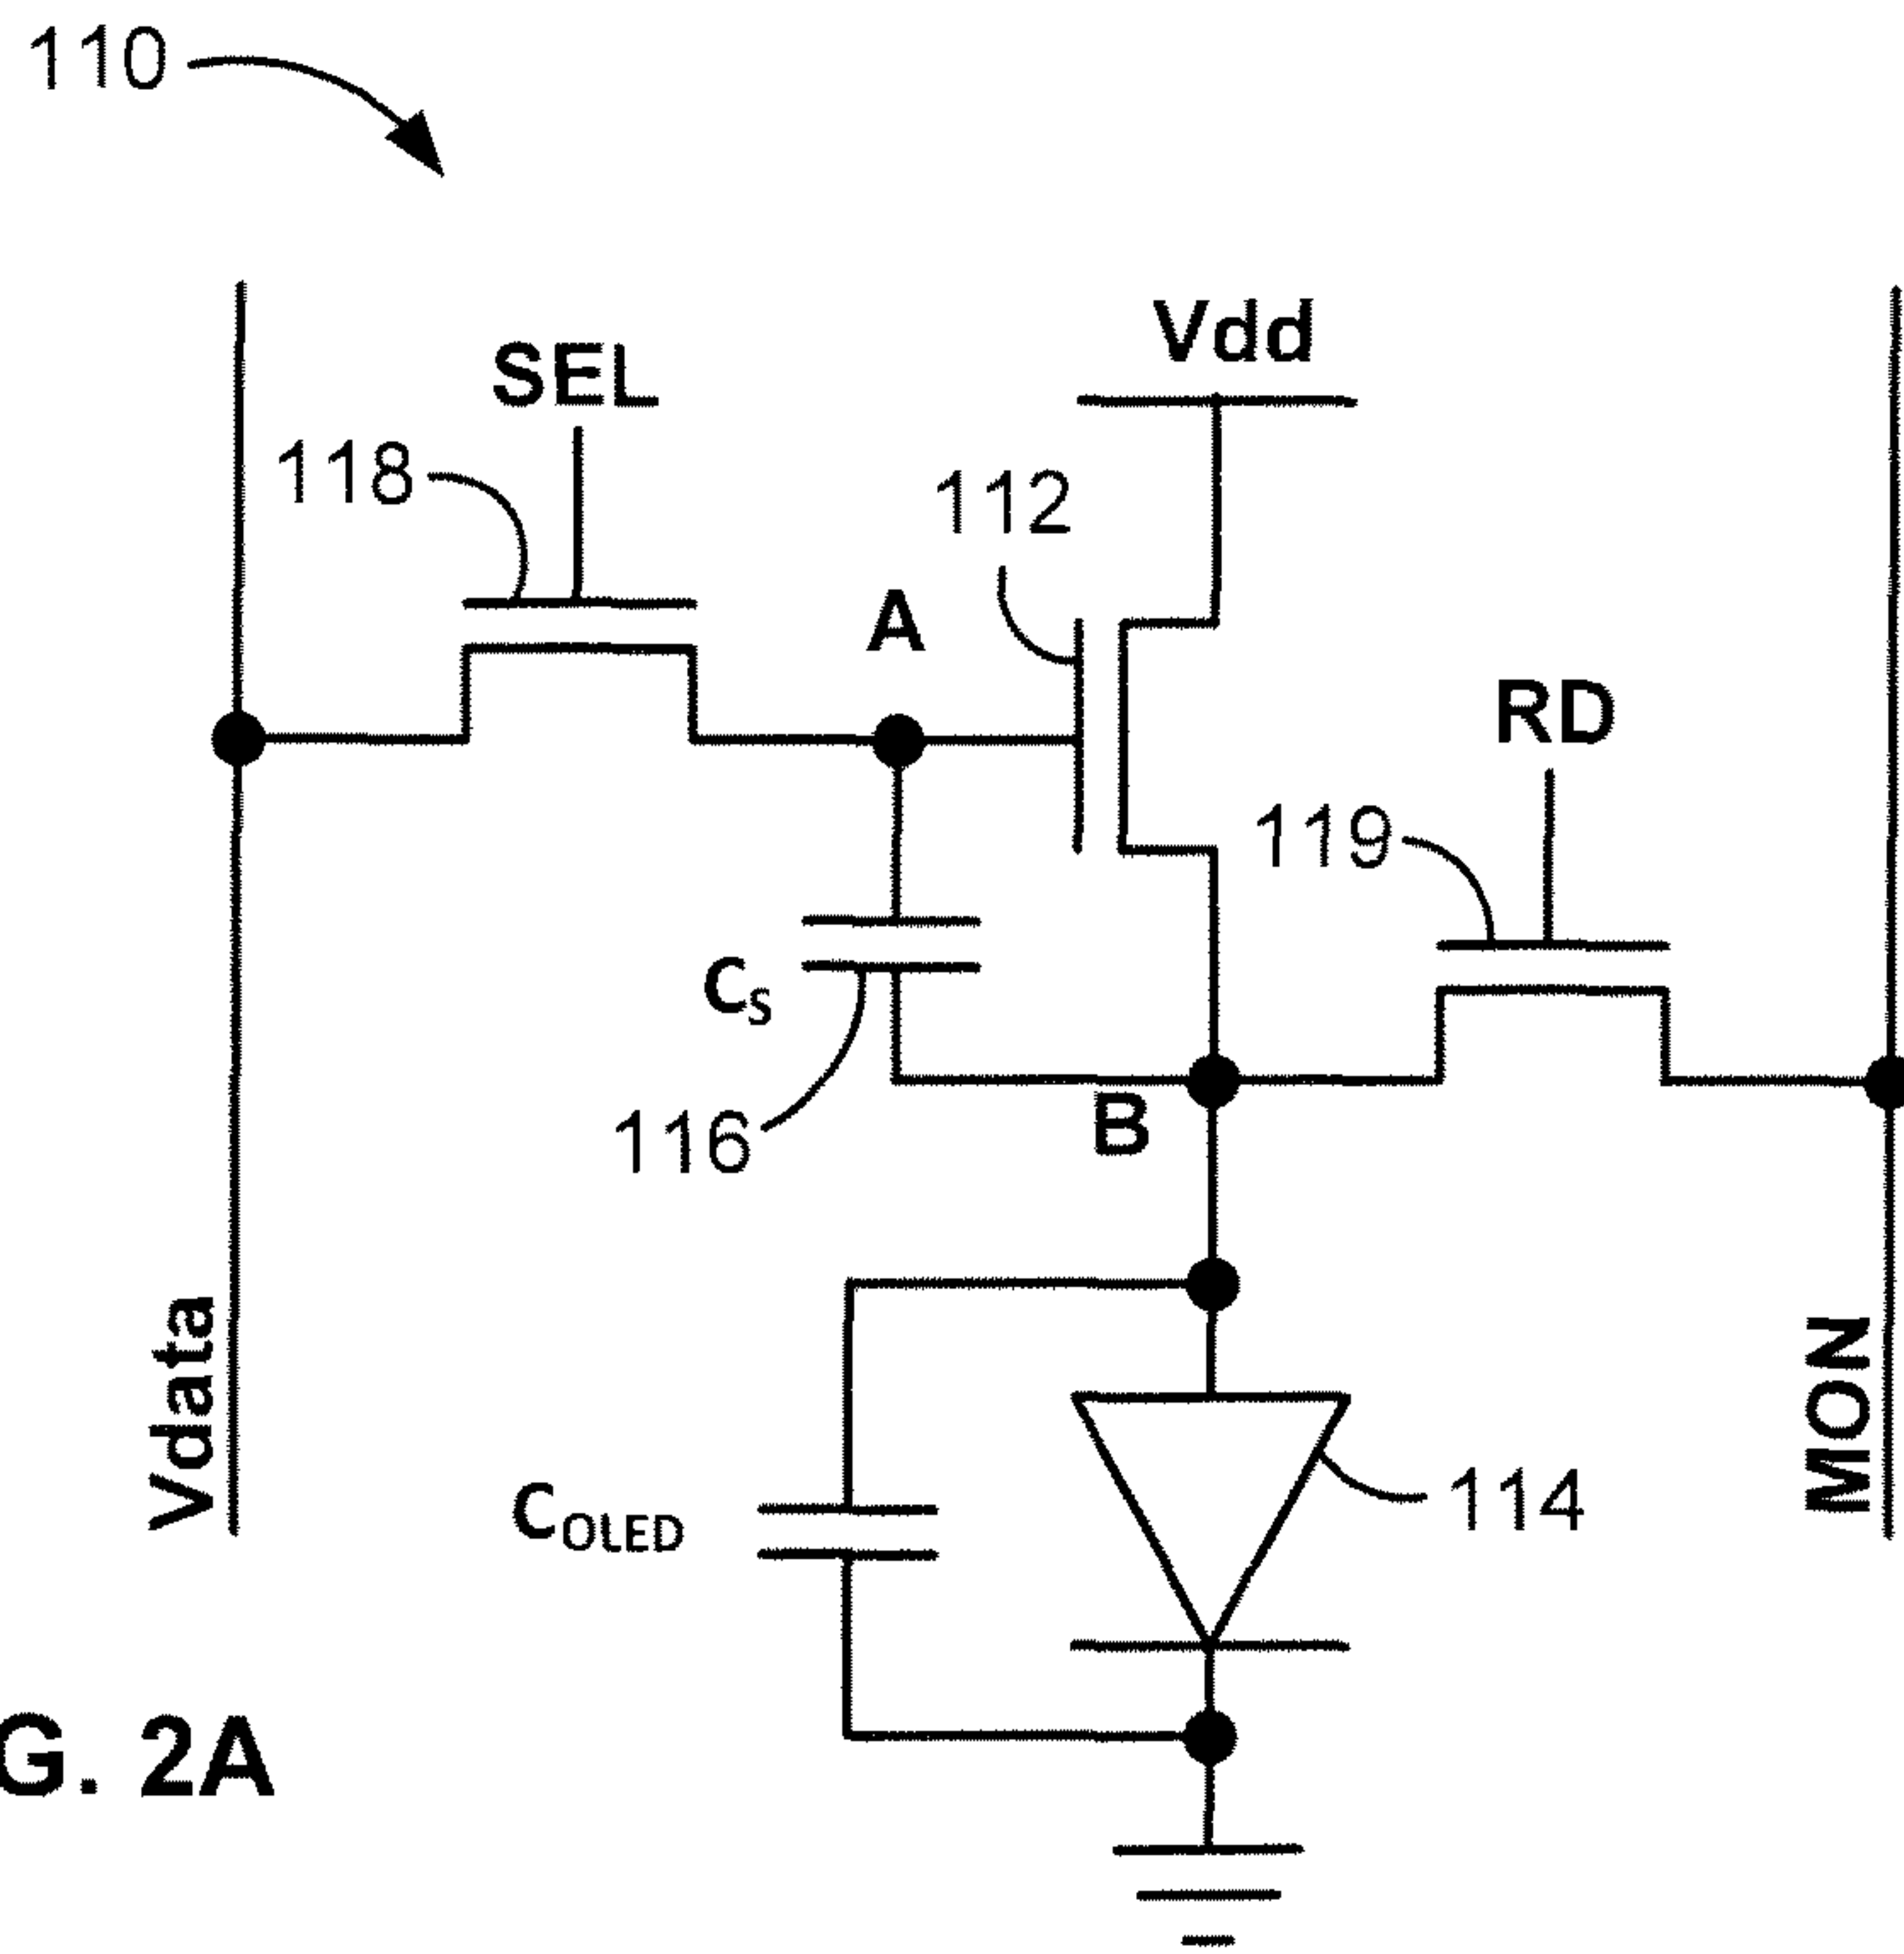 110
SEL
Vdd
118
112
A
RD
119
CS
116
B
Vdata
MON
COLED
114
G. 2A